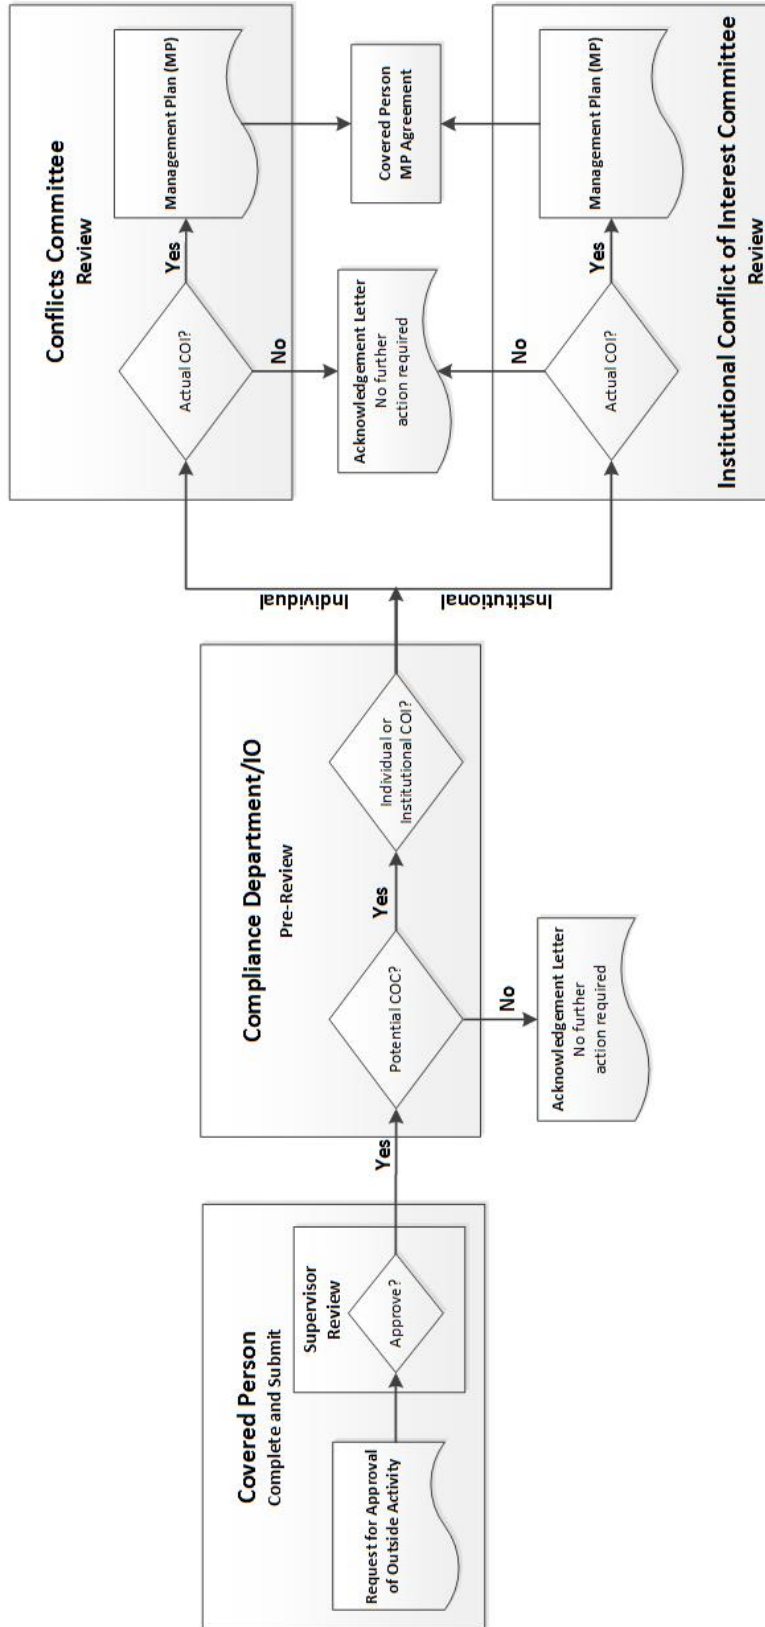 Covered Person
Complete and Submit
Request for Approval
of Outside Activity
Supervisor
Review
Approve?
Yes
Compliance Department/IO
Pre-Review
Potential COC?
Yes
No
Acknowledgement Letter
No further
action required
Individual or
Institutional COI?
Individual
Institutional
Conflicts Committee
Review
Actual COI?
Yes
No
Management Plan (MP)
Acknowledgement Letter
No further
action required
Covered Person
MP Agreement
No
Actual COI?
Yes
Management Plan (MP)
Institutional Conflict of Interest Committee
Review